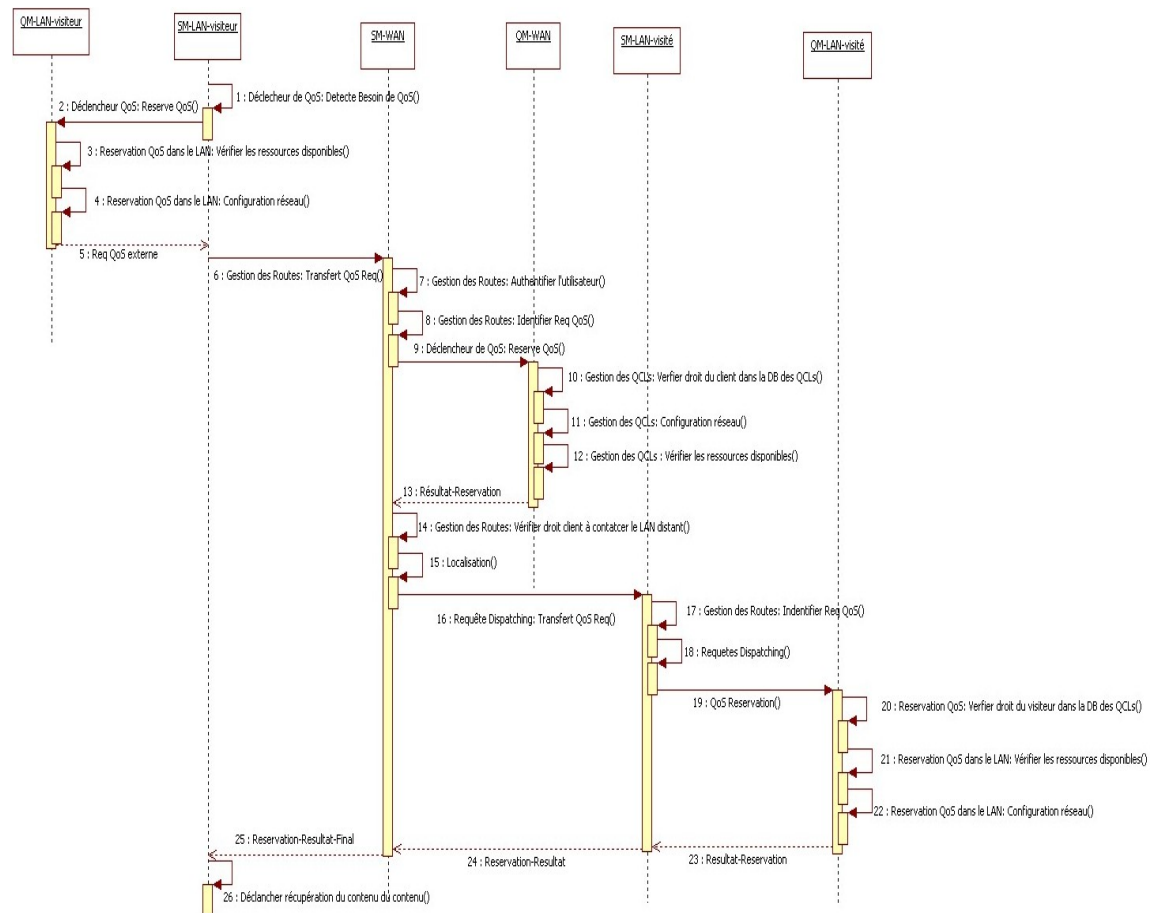 QM-LAN-visiteur
SM-LAN-visiteur
SM-WAN
QM-WAN
SM-LAN-visité
QM-LAN-visité
1 : Déclecheur de QoS: Detecte Besoin de QoS()
2 : Déclencheur QoS: Reserve QoS()
3 : Reservation QoS dans le LAN: Vérifier les ressources disponibles()
4 : Reservation QoS dans le LAN: Configuration réseau()
5 : Req QoS externe
6 : Gestion des Routes: Transfert QoS Req()
7 : Gestion des Routes: Authentifier l'utilisateur()
8 : Gestion des Routes: Identifier Req QoS()
9 : Déclencheur de QoS: Reserve QoS()
10 : Gestion des QCLs: Verfier droit du client dans la DB des QCLs()
11 : Gestion des QCLs: Configuration réseau()
12 : Gestion des QCLs : Vérifier les ressources disponibles()
13 : Résultat-Reservation
14 : Gestion des Routes: Vérifier droit client à contatcer le LAN distant()
15 : Localisation()
16 : Requête Dispatching: Transfert QoS Req()
17 : Gestion des Routes: Indentifier Req QoS()
18 : Requetes Dispatching()
19 : QoS Reservation()
20 : Reservation QoS: Verfier droit du visiteur dans la DB des QCLs()
21 : Reservation QoS dans le LAN: Vérifier les ressources disponibles()
22 : Reservation QoS dans le LAN: Configuration réseau()
23 : Resultat-Reservation
24 : Reservation-Resultat
25 : Reservation-Resultat-Final
26 : Déclancher récupération du contenu du contenu()